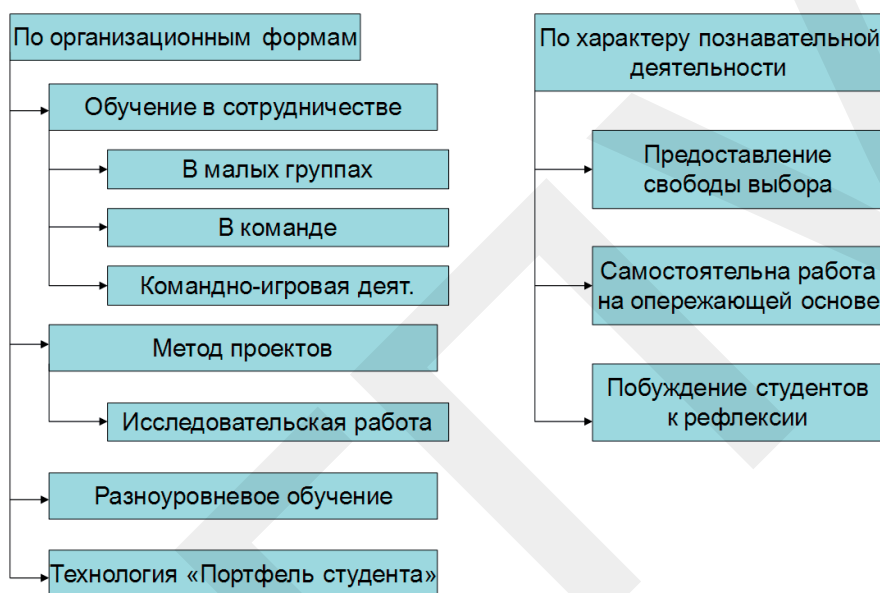 По организационным формам
Обучение в сотрудничестве
В малых группах
В команде
Командно-игровая деят.
Метод проектов
Исследовательская работа
Разноуровневое обучение
Технология «Портфель студента»
По характеру познавательной
деятельности
Предоставление
свободы выбора
Самостоятельна работа
на опережающей основе
Побуждение студентов
к рефлексии